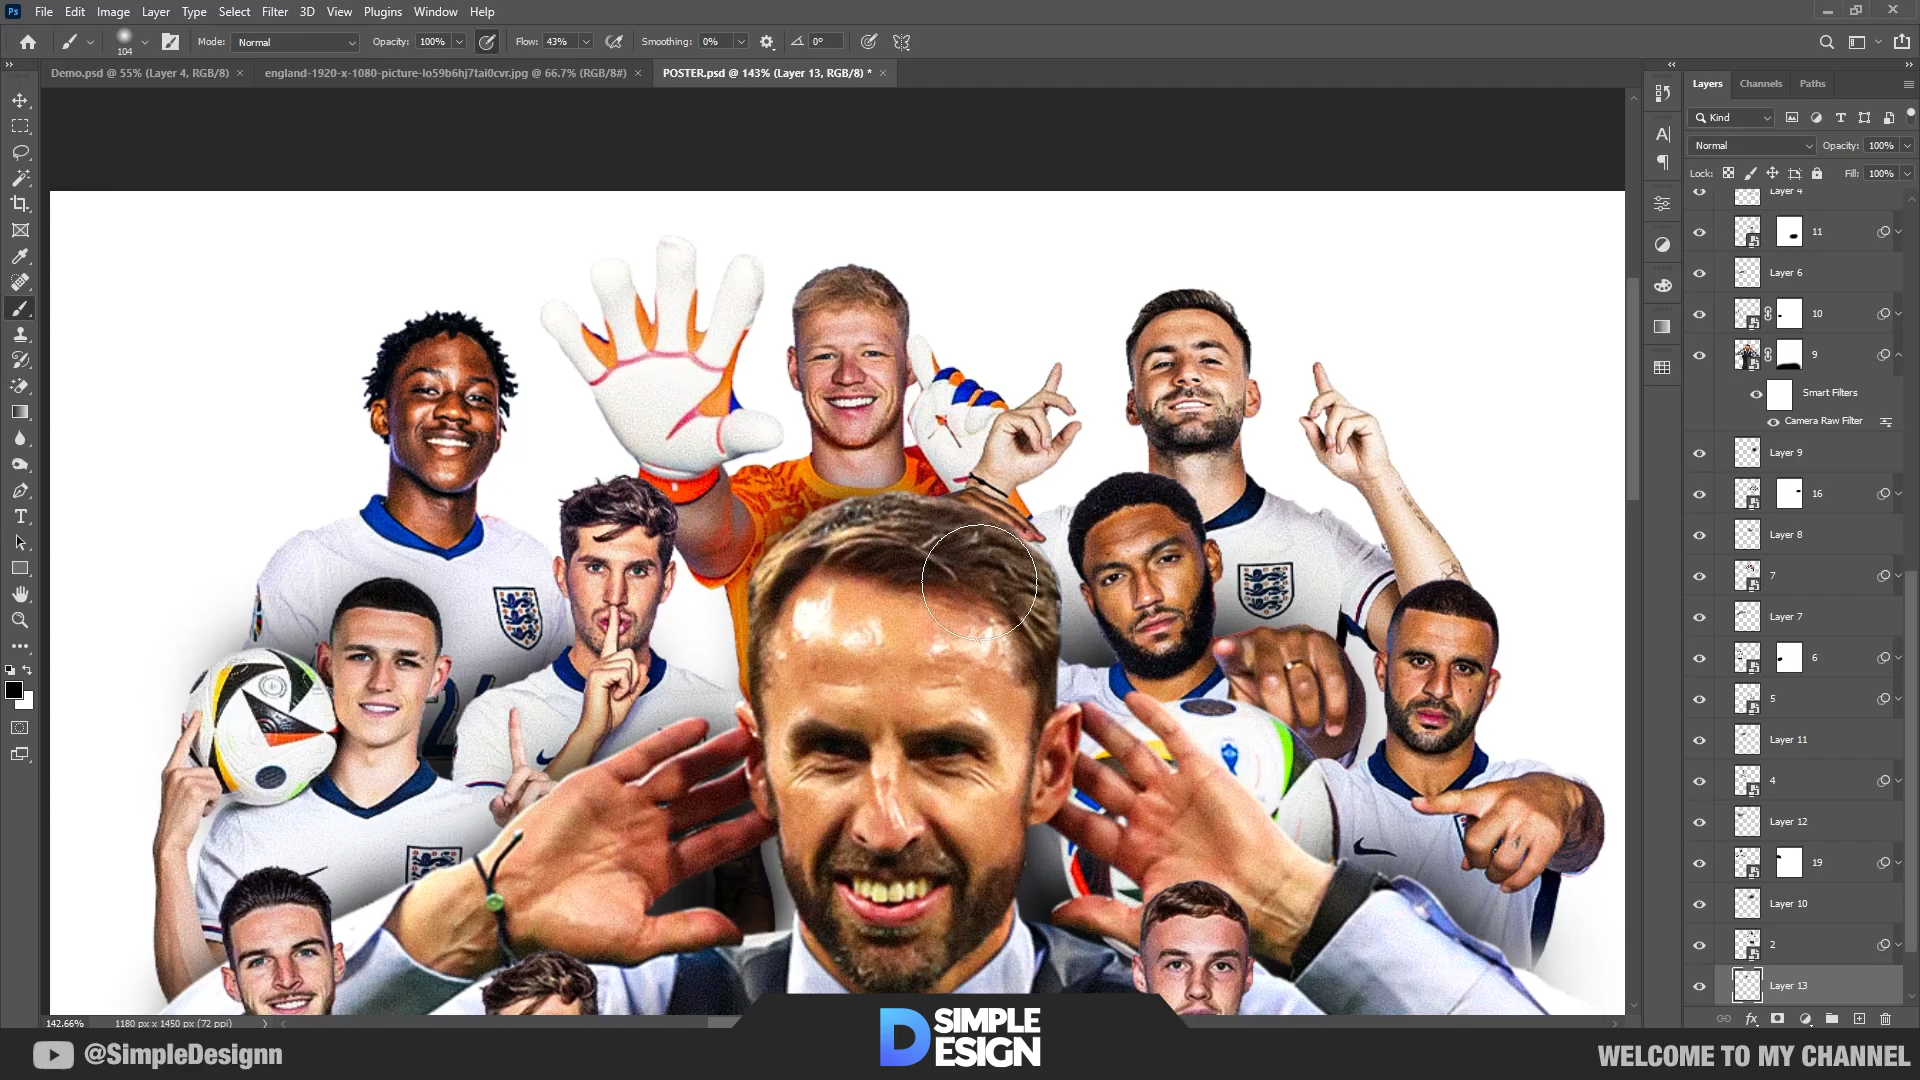 Ps File Edit Image Layer Type Select Filter 3D View Plugins Window Help
104 Mode: Normal Opacity: 100% Flow: 43% Smoothing: 0% 0°
Demo.psd @ 55% (Layer 4, RGB/8) × england-1920-x-1080-picture-lo59b6hj7tai0cvr.jpg @ 66.7% (RGB/8#) × POSTER.psd @ 143% (Layer 13, RGB/8) * ×
Layers Channels Paths
Kind
Normal Opacity: 100%
Lock: Fill: 100%
Layer 4
11
Layer 6
10
9
Smart Filters
Camera Raw Filter
Layer 9
16
Layer 8
7
Layer 7
6
5
Layer 11
4
Layer 12
19
Layer 10
2
Layer 13
142.66% 1180 px x 1450 px (72 ppi)
@SimpleDesignn
D SIMPLE
ESIGN
WELCOME TO MY CHANNEL